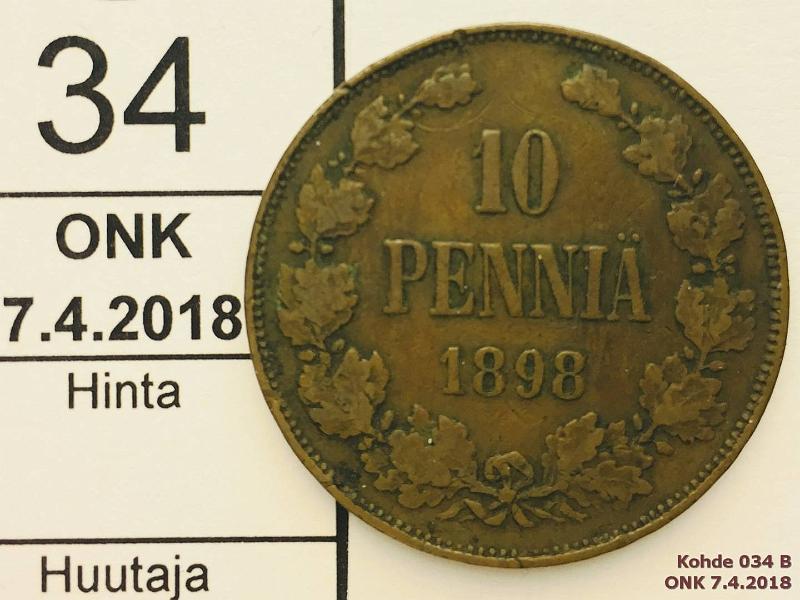 34
ONK
7.4.2018
Hinta
Huutaja
10
PENNIÄ
1898
Kohde 034 B
ONK 7.4.2018